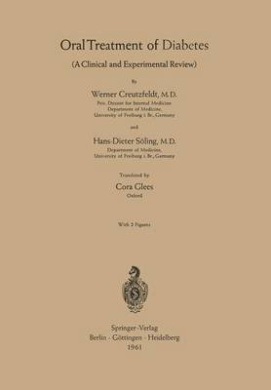 Oral Treatment of Diabetes
(A Clinical and Experimental Review)
By
Werner Creutzfeldt, M.D.
Priv. Dozent for Internal Medicine
Department of Medicine,
University of Freiburg i. Br., Germany
and
Hans-Dieter Söling, M.D.
Department of Medicine,
University of Freiburg i. Br., Germany
Translated by
Cora Glees
Oxford
With 5 Figures
Springer-Verlag
Berlin · Göttingen · Heidelberg
1961